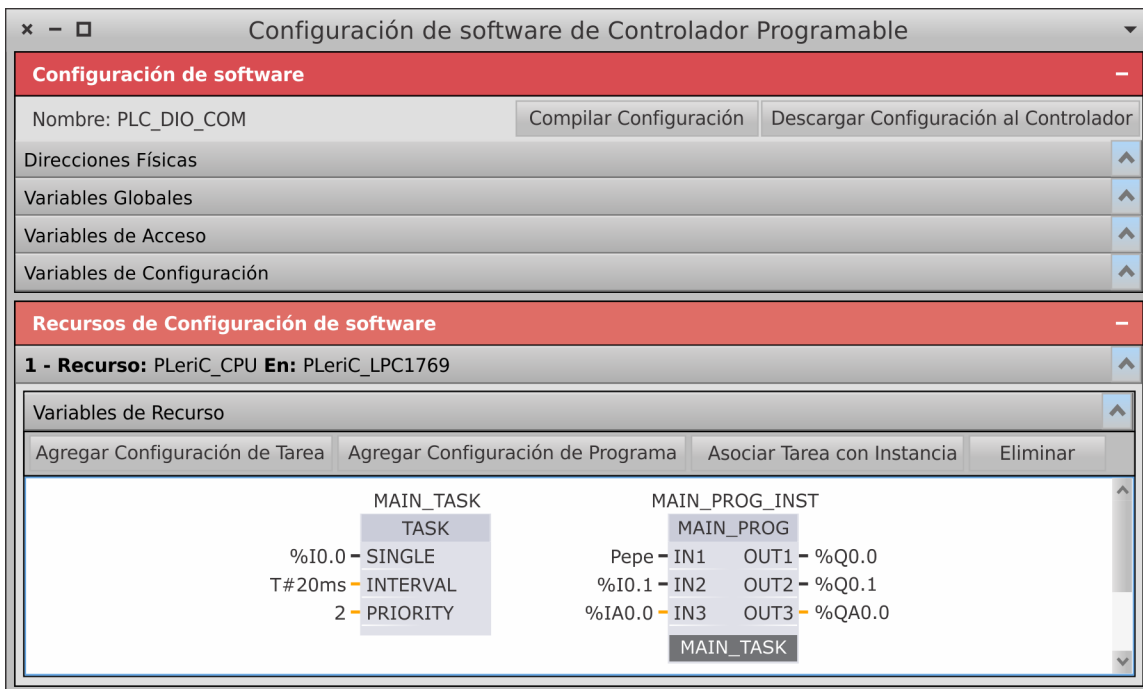 Configuración de software de Controlador Programable
Configuración de software
Nombre: PLC_DIO_COM Compilar Configuración Descargar Configuración al Controlador
Direcciones Físicas
Variables Globales
Variables de Acceso
Variables de Configuración
Recursos de Configuración de software
1 - Recurso: PLeriC_CPU En: PLeriC_LPC1769
Variables de Recurso
Agregar Configuración de Tarea Agregar Configuración de Programa Asociar Tarea con Instancia Eliminar
MAIN_TASK MAIN_PROG_INST
TASK MAIN_PROG
%I0.0 SINGLE Pepe IN1 OUT1 %Q0.0
T#20ms INTERVAL %I0.1 IN2 OUT2 %Q0.1
2 PRIORITY %IA0.0 IN3 OUT3 %QA0.0
MAIN_TASK